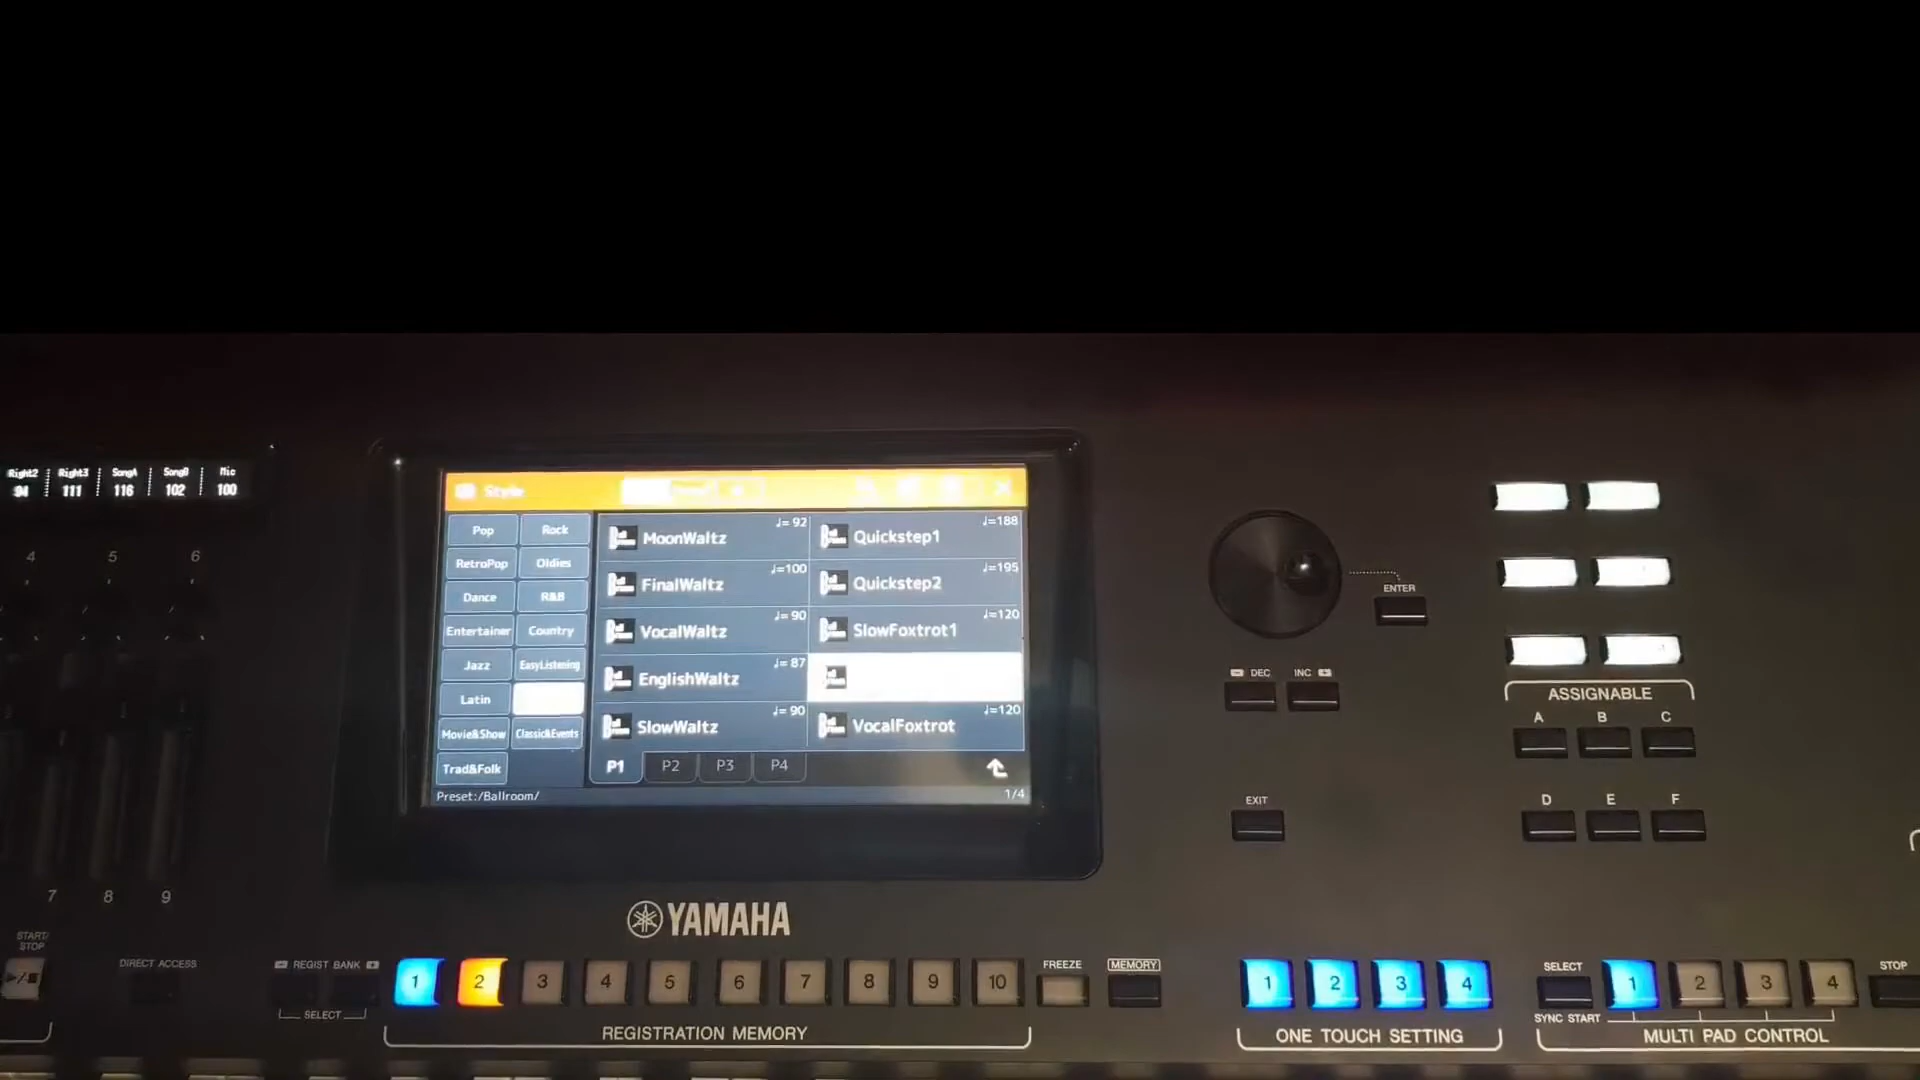 Right2 Right3 SongA SongB Mic
94 111 116 102 100
4 5 6
7 8 9
START/
STOP
DIRECT ACCESS
REGIST BANK
SELECT
Style
Pop Rock
RetroPop Oldies
Dance R&B
Entertainer Country
Jazz EasyListening
Latin
Movie&Show Classic&Events
Trad&Folk
MoonWaltz ♩= 92
FinalWaltz ♩=100
VocalWaltz ♩= 90
EnglishWaltz ♩= 87
SlowWaltz ♩= 90
Quickstep1 ♩=188
Quickstep2 ♩=195
SlowFoxtrot1 ♩=120
VocalFoxtrot ♩=120
P1 P2 P3 P4
Preset:/Ballroom/ 1/4
YAMAHA
1 2 3 4 5 6 7 8 9 10
FREEZE
MEMORY
REGISTRATION MEMORY
ENTER
DEC INC
EXIT
ASSIGNABLE
A B C
D E F
1 2 3 4
ONE TOUCH SETTING
SELECT
SYNC START
1 2 3 4
STOP
MULTI PAD CONTROL